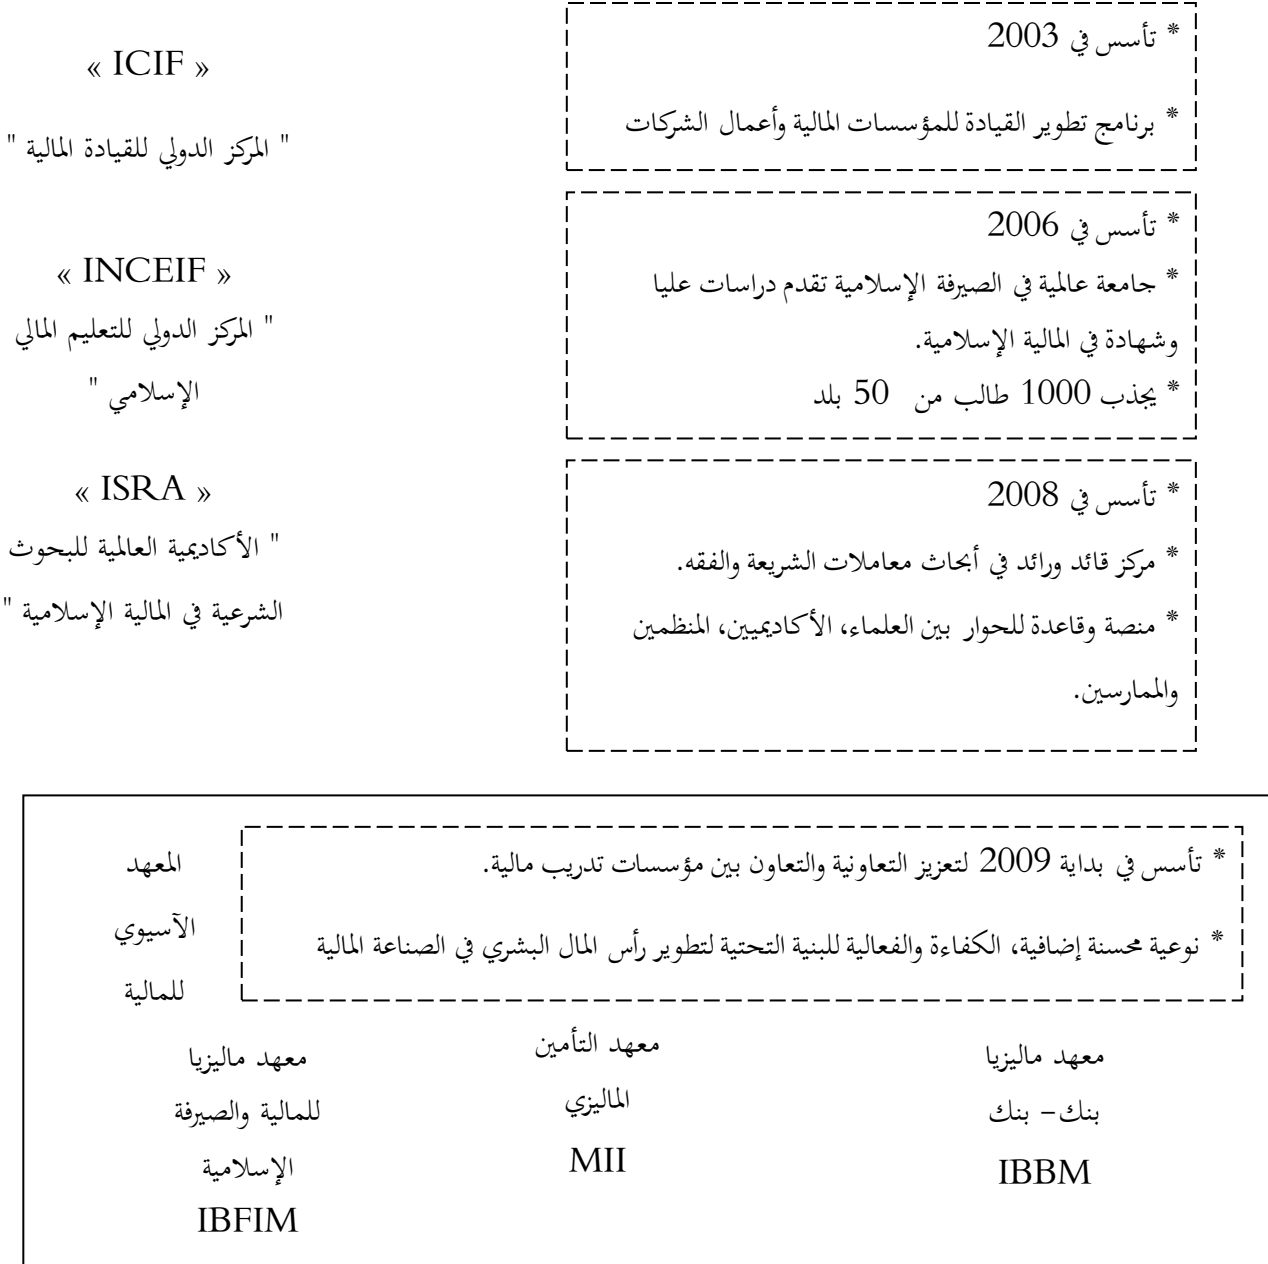 * تأسس في 2003
* برنامج تطوير القيادة للمؤسسات المالية وأعمال الشركات
« ICIF »
" المركز الدولي للقيادة المالية "
* تأسس في 2006
* جامعة عالمية في الصيرفة الإسلامية تقدم دراسات عليا
وشهادة في المالية الإسلامية.
* يجذب 1000 طالب من 50 بلد
« INCEIF »
" المركز الدولي للتعليم المالي
الإسلامي "
* تأسس في 2008
* مركز قائد ورائد في أبحاث معاملات الشريعة والفقه.
* منصة وقاعدة للحوار بين العلماء، الأكاديميين، المنظمين
والممارسين.
« ISRA »
" الأكاديمية العالمية للبحوث
الشرعية في المالية الإسلامية "
* تأسس في بداية 2009 لتعزيز التعاونية والتعاون بين مؤسسات تدريب مالية.
* نوعية محسنة إضافية، الكفاءة والفعالية للبنية التحتية لتطوير رأس المال البشري في الصناعة المالية
المعهد
الآسيوي
للمالية
معهد ماليزيا
بنك – بنك
IBBM
معهد التأمين
الماليزي
MII
معهد ماليزيا
للمالية والصيرفة
الإسلامية
IBFIM